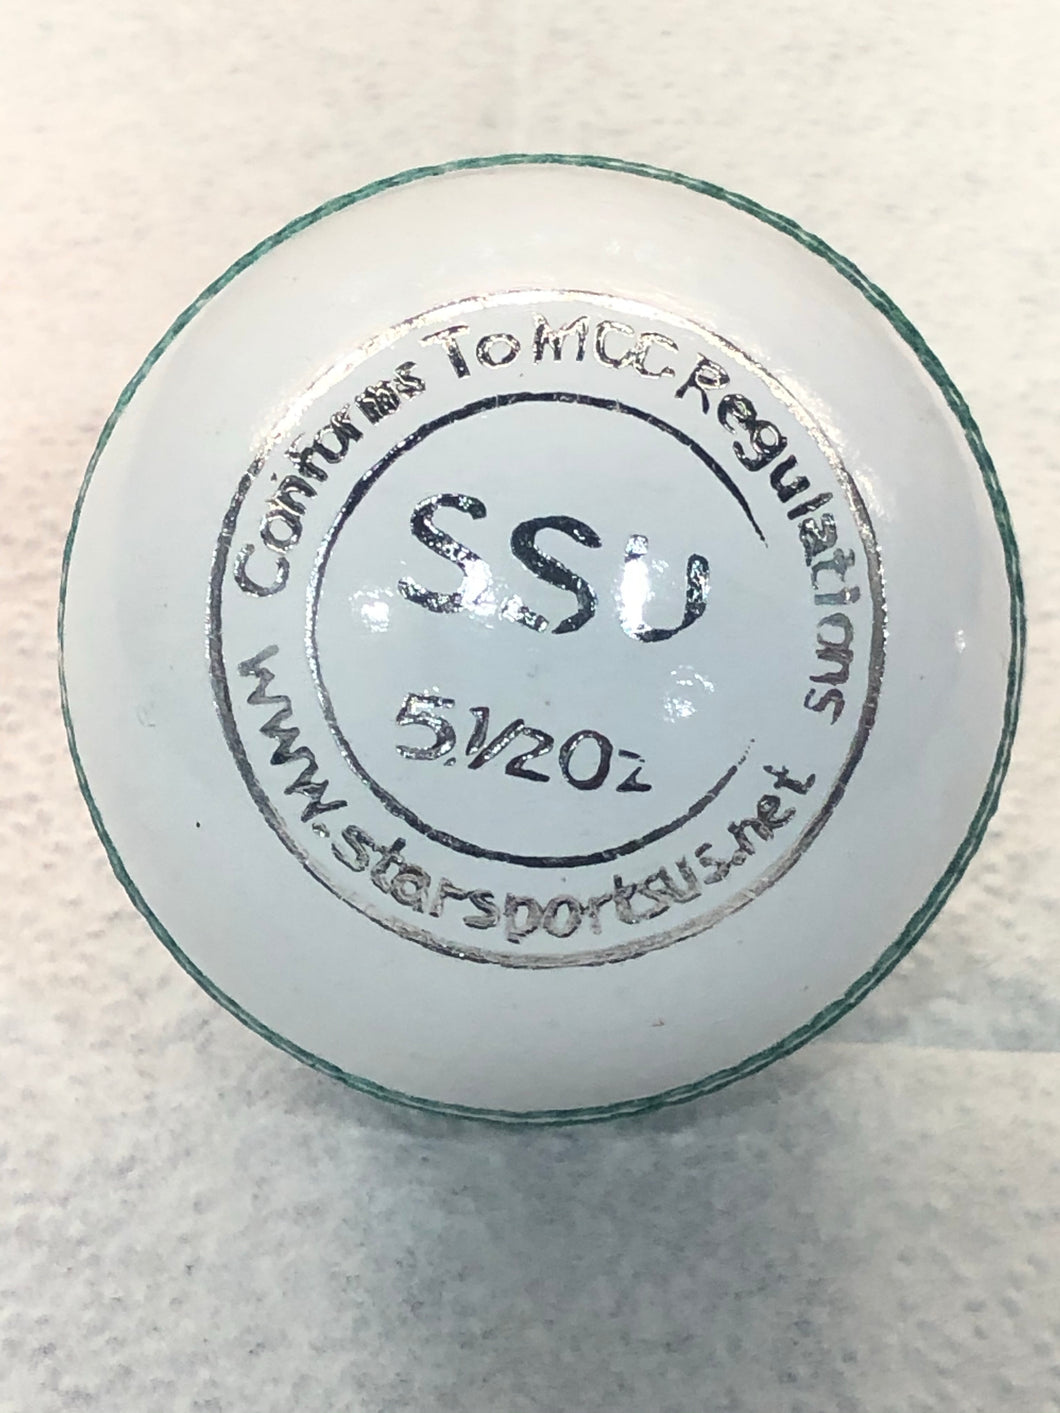 Conforms To MCC Regulations
SSU
5.1/2Oz
www.starsportsus.net